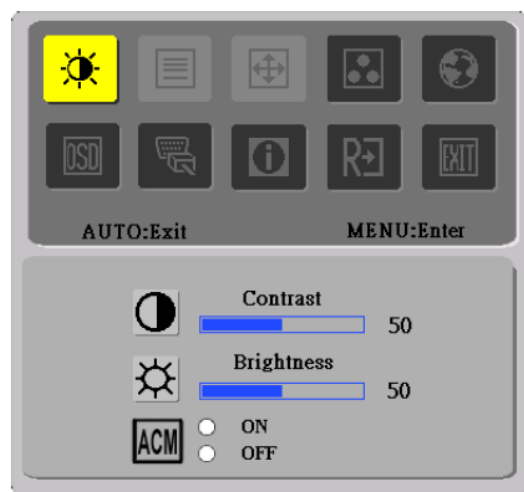 OSD
i
R
EXIT
AUTO:Exit MENU:Enter
Contrast
50
Brightness
50
ACM
ON
OFF